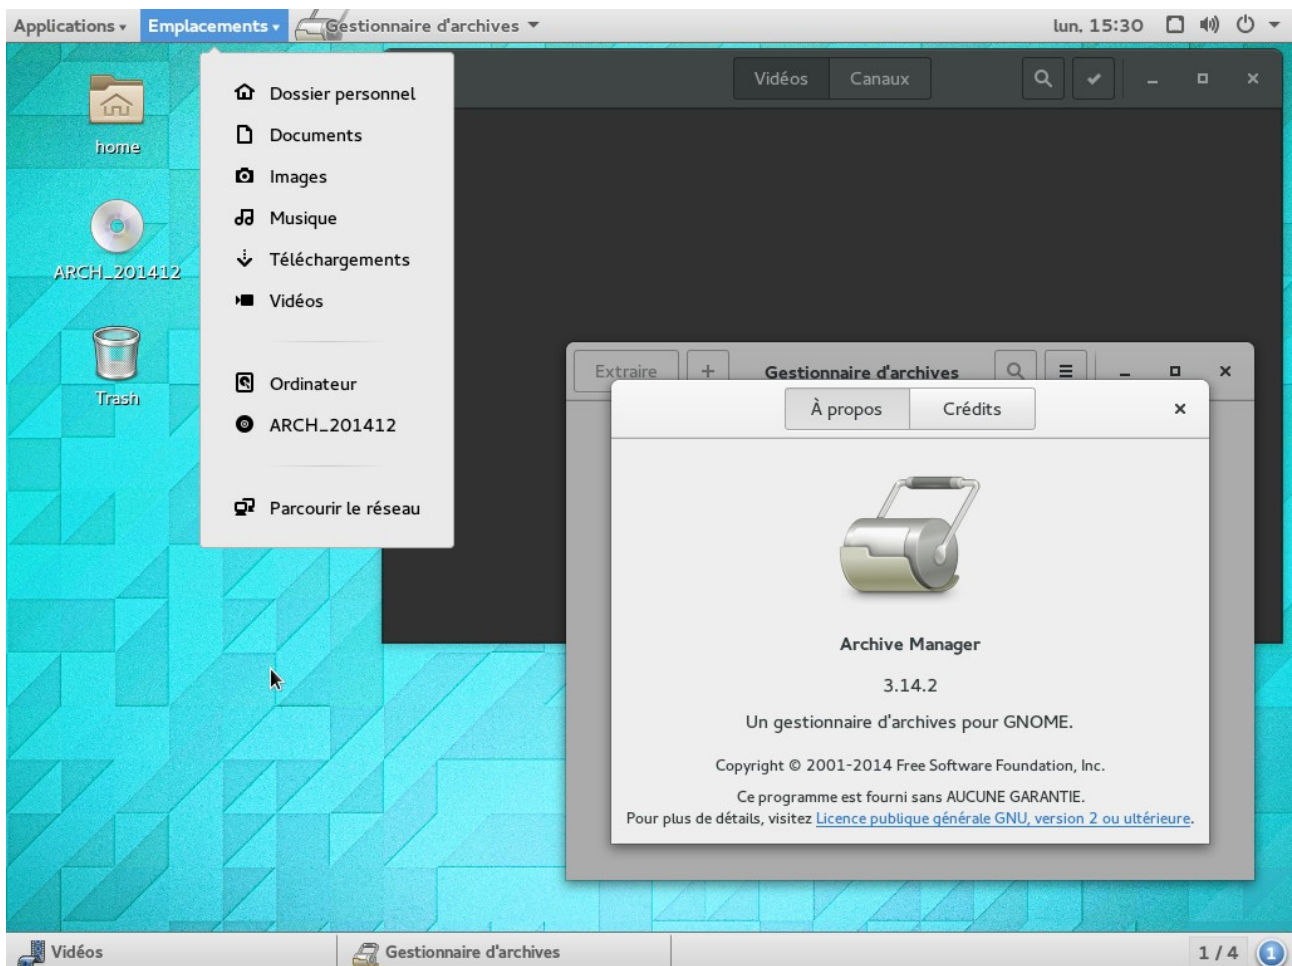 Applications
Emplacements
Gestionnaire d'archives
lun. 15:30
home
ARCH_201412
Trash
Dossier personnel
Documents
Images
Musique
Téléchargements
Vidéos
Ordinateur
ARCH_201412
Parcourir le réseau
Vidéos
Canaux
Extraire
Gestionnaire d'archives
À propos
Crédits
Archive Manager
3.14.2
Un gestionnaire d'archives pour GNOME.
Copyright © 2001-2014 Free Software Foundation, Inc.
Ce programme est fourni sans AUCUNE GARANTIE.
Pour plus de détails, visitez Licence publique générale GNU, version 2 ou ultérieure.
Vidéos
Gestionnaire d'archives
1 / 4
1